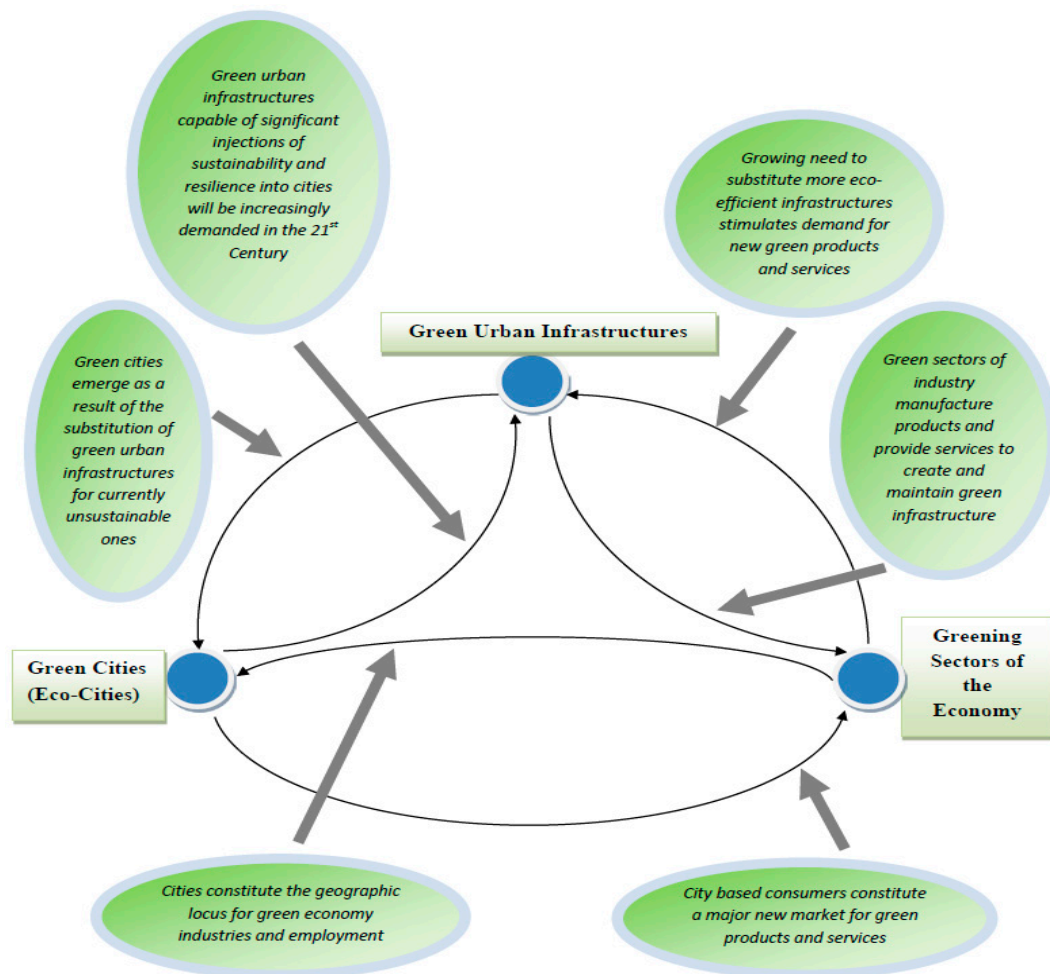 Green urban
infrastructures
capable of significant
injections of
sustainability and
resilience into cities
will be increasingly
demanded in the 21st
Century
Growing need to
substitute more eco-
efficient infrastructures
stimulates demand for
new green products
and services
Green Urban Infrastructures
Green cities
emerge as a
result of the
substitution of
green urban
infrastructures
for currently
unsustainable
ones
Green sectors of
industry
manufacture
products and
provide services to
create and
maintain green
infrastructure
Green Cities
(Eco-Cities)
Greening
Sectors of
the
Economy
Cities constitute the geographic
locus for green economy
industries and employment
City based consumers constitute
a major new market for green
products and services